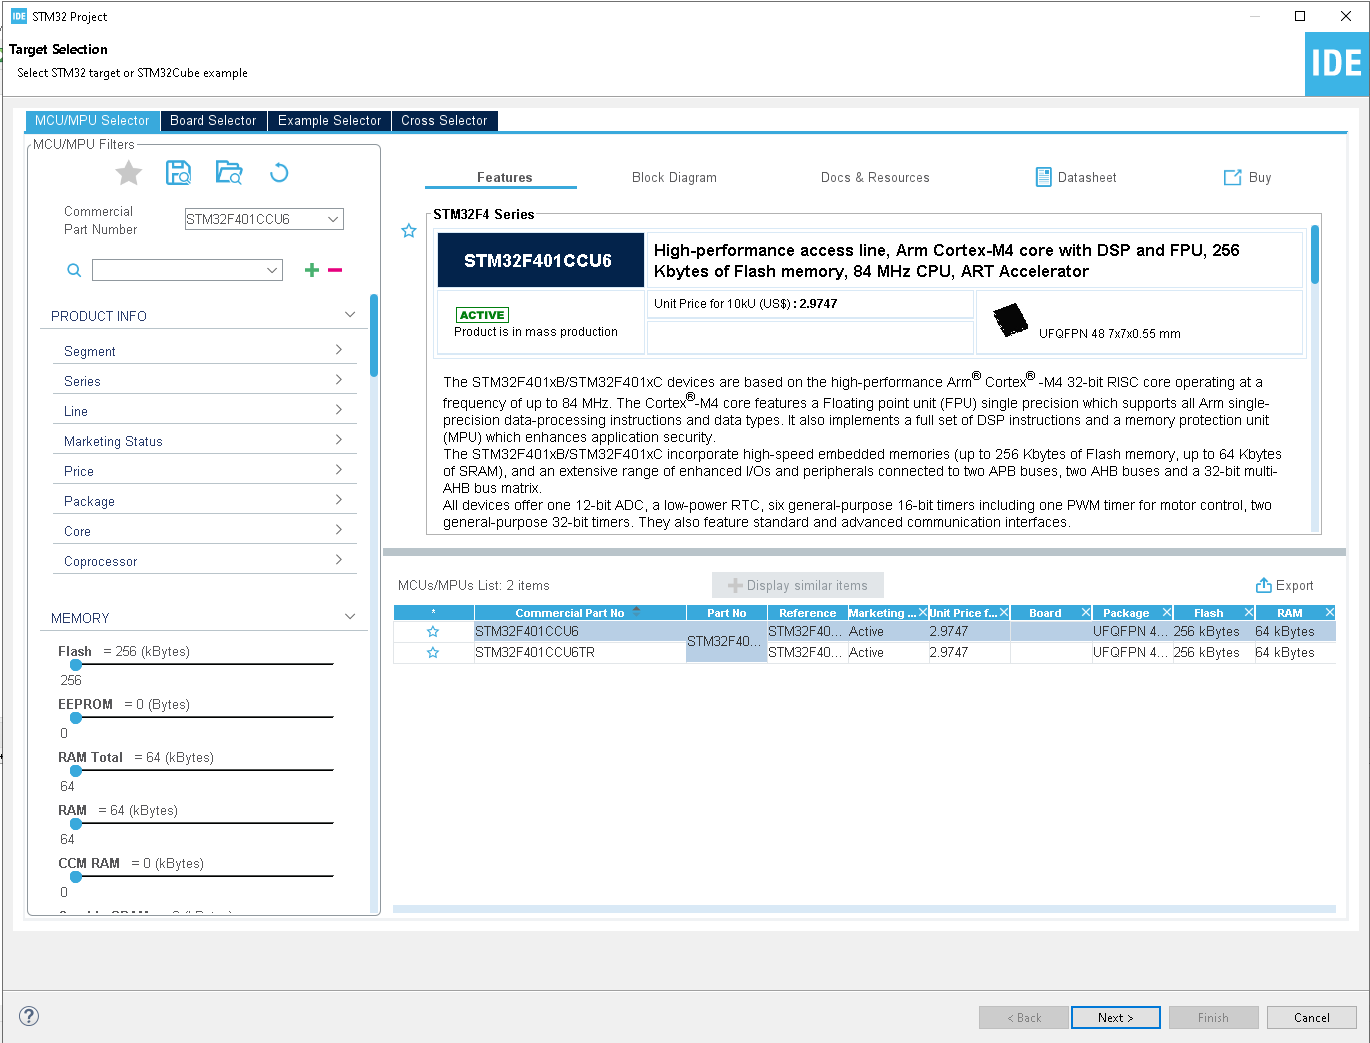 IDE STM32 Project
Target Selection
Select STM32 target or STM32Cube example
IDE
MCU/MPU Selector Board Selector Example Selector Cross Selector
MCU/MPU Filters
Commercial
Part Number
STM32F401CCU6
PRODUCT INFO
Segment
Series
Line
Marketing Status
Price
Package
Core
Coprocessor
MEMORY
Flash = 256 (kBytes)
256
EEPROM = 0 (Bytes)
0
RAM Total = 64 (kBytes)
64
RAM = 64 (kBytes)
64
CCM RAM = 0 (kBytes)
0
Features Block Diagram Docs & Resources Datasheet Buy
STM32F4 Series
STM32F401CCU6
High-performance access line, Arm Cortex-M4 core with DSP and FPU, 256
Kbytes of Flash memory, 84 MHz CPU, ART Accelerator
ACTIVE
Product is in mass production
Unit Price for 10kU (US$) : 2.9747
UFQFPN 48 7x7x0.55 mm
The STM32F401xB/STM32F401xC devices are based on the high-performance Arm® Cortex® -M4 32-bit RISC core operating at a
frequency of up to 84 MHz. The Cortex®-M4 core features a Floating point unit (FPU) single precision which supports all Arm single-
precision data-processing instructions and data types. It also implements a full set of DSP instructions and a memory protection unit
(MPU) which enhances application security.
The STM32F401xB/STM32F401xC incorporate high-speed embedded memories (up to 256 Kbytes of Flash memory, up to 64 Kbytes
of SRAM), and an extensive range of enhanced I/Os and peripherals connected to two APB buses, two AHB buses and a 32-bit multi-
AHB bus matrix.
All devices offer one 12-bit ADC, a low-power RTC, six general-purpose 16-bit timers including one PWM timer for motor control, two
general-purpose 32-bit timers. They also feature standard and advanced communication interfaces.
MCUs/MPUs List: 2 items
Display similar items
Export
* Commercial Part No Part No Reference Marketing ... Unit Price f... Board Package Flash RAM
STM32F401CCU6 STM32F40... STM32F40... Active 2.9747 UFQFPN 4... 256 kBytes 64 kBytes
STM32F401CCU6TR STM32F40... Active 2.9747 UFQFPN 4... 256 kBytes 64 kBytes
?
< Back Next > Finish Cancel